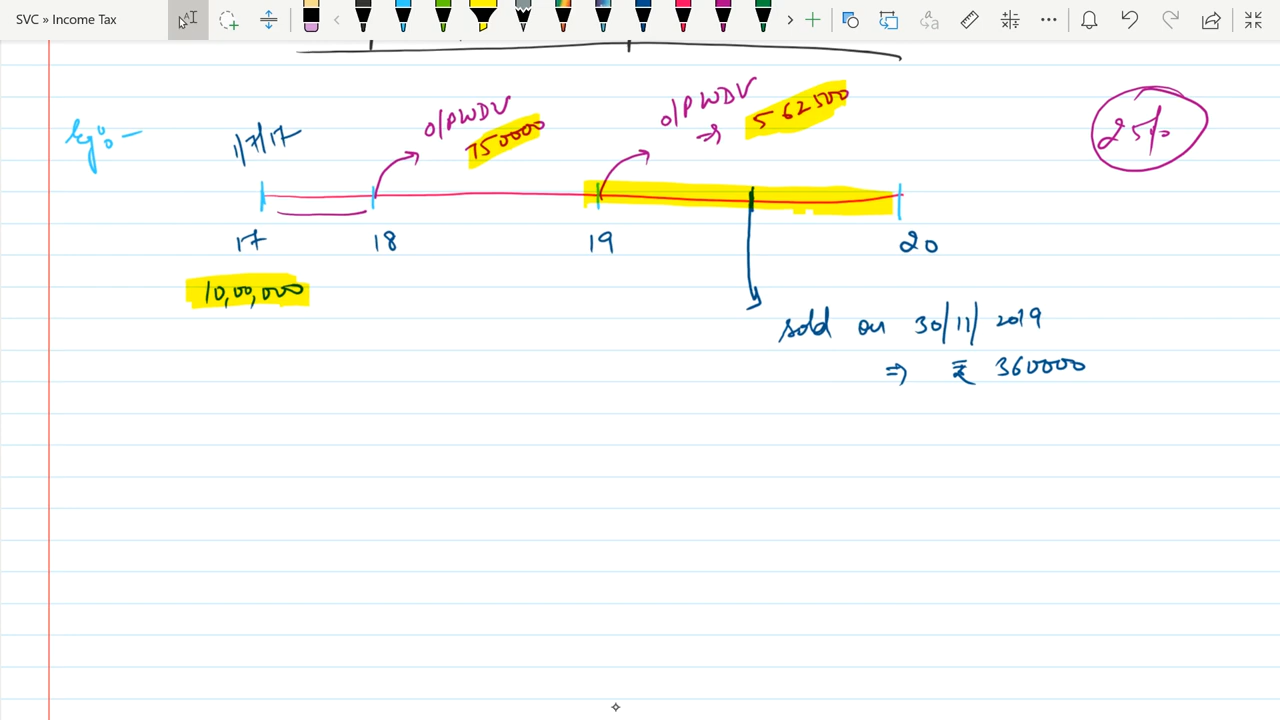 SVC » Income Tax
Eg:-
1/7/17
O/P WDV
750000
O/P WDV
⇒ 562500
25%
17 18 19 20
10,00,000
sold on 30/11/2019
⇒ ₹ 360000